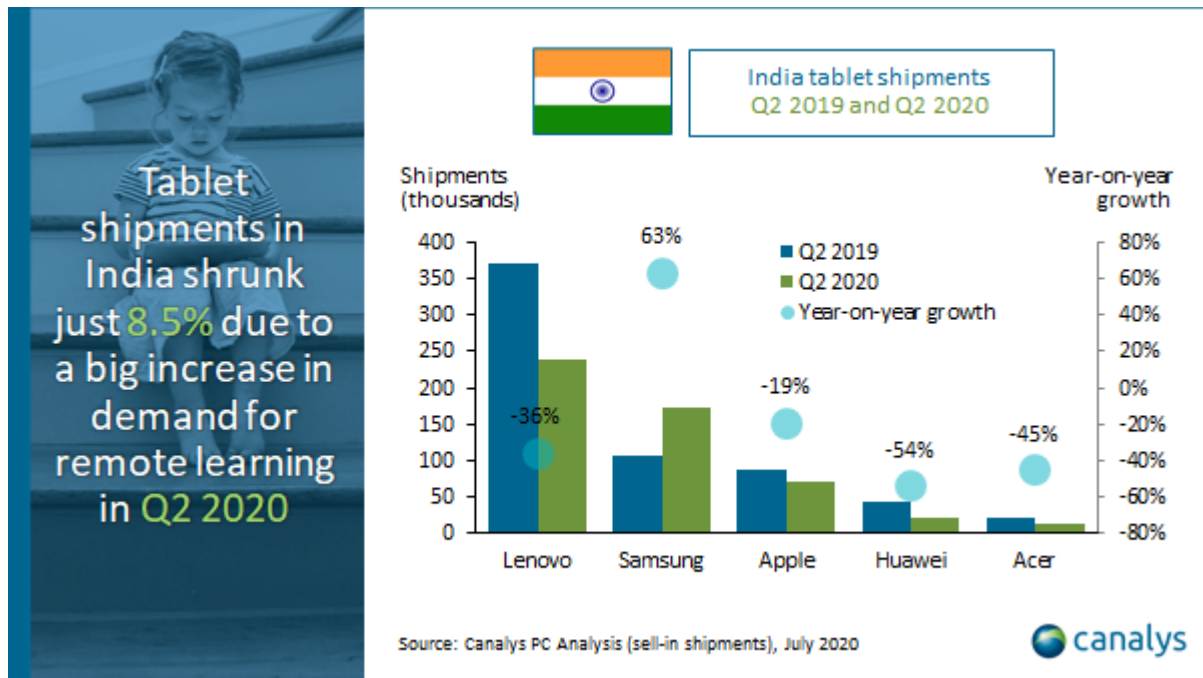 Tablet
shipments in
India shrunk
just 8.5% due to
a big increase in
demand for
remote learning
in Q2 2020
India tablet shipments
Q2 2019 and Q2 2020
Shipments
(thousands)
Year-on-year
growth
400
350
300
250
200
150
100
50
0
80%
60%
40%
20%
0%
-20%
-40%
-60%
-80%
Q2 2019
Q2 2020
Year-on-year growth
-36%
63%
-19%
-54%
-45%
Lenovo
Samsung
Apple
Huawei
Acer
Source: Canalys PC Analysis (sell-in shipments), July 2020
canalys